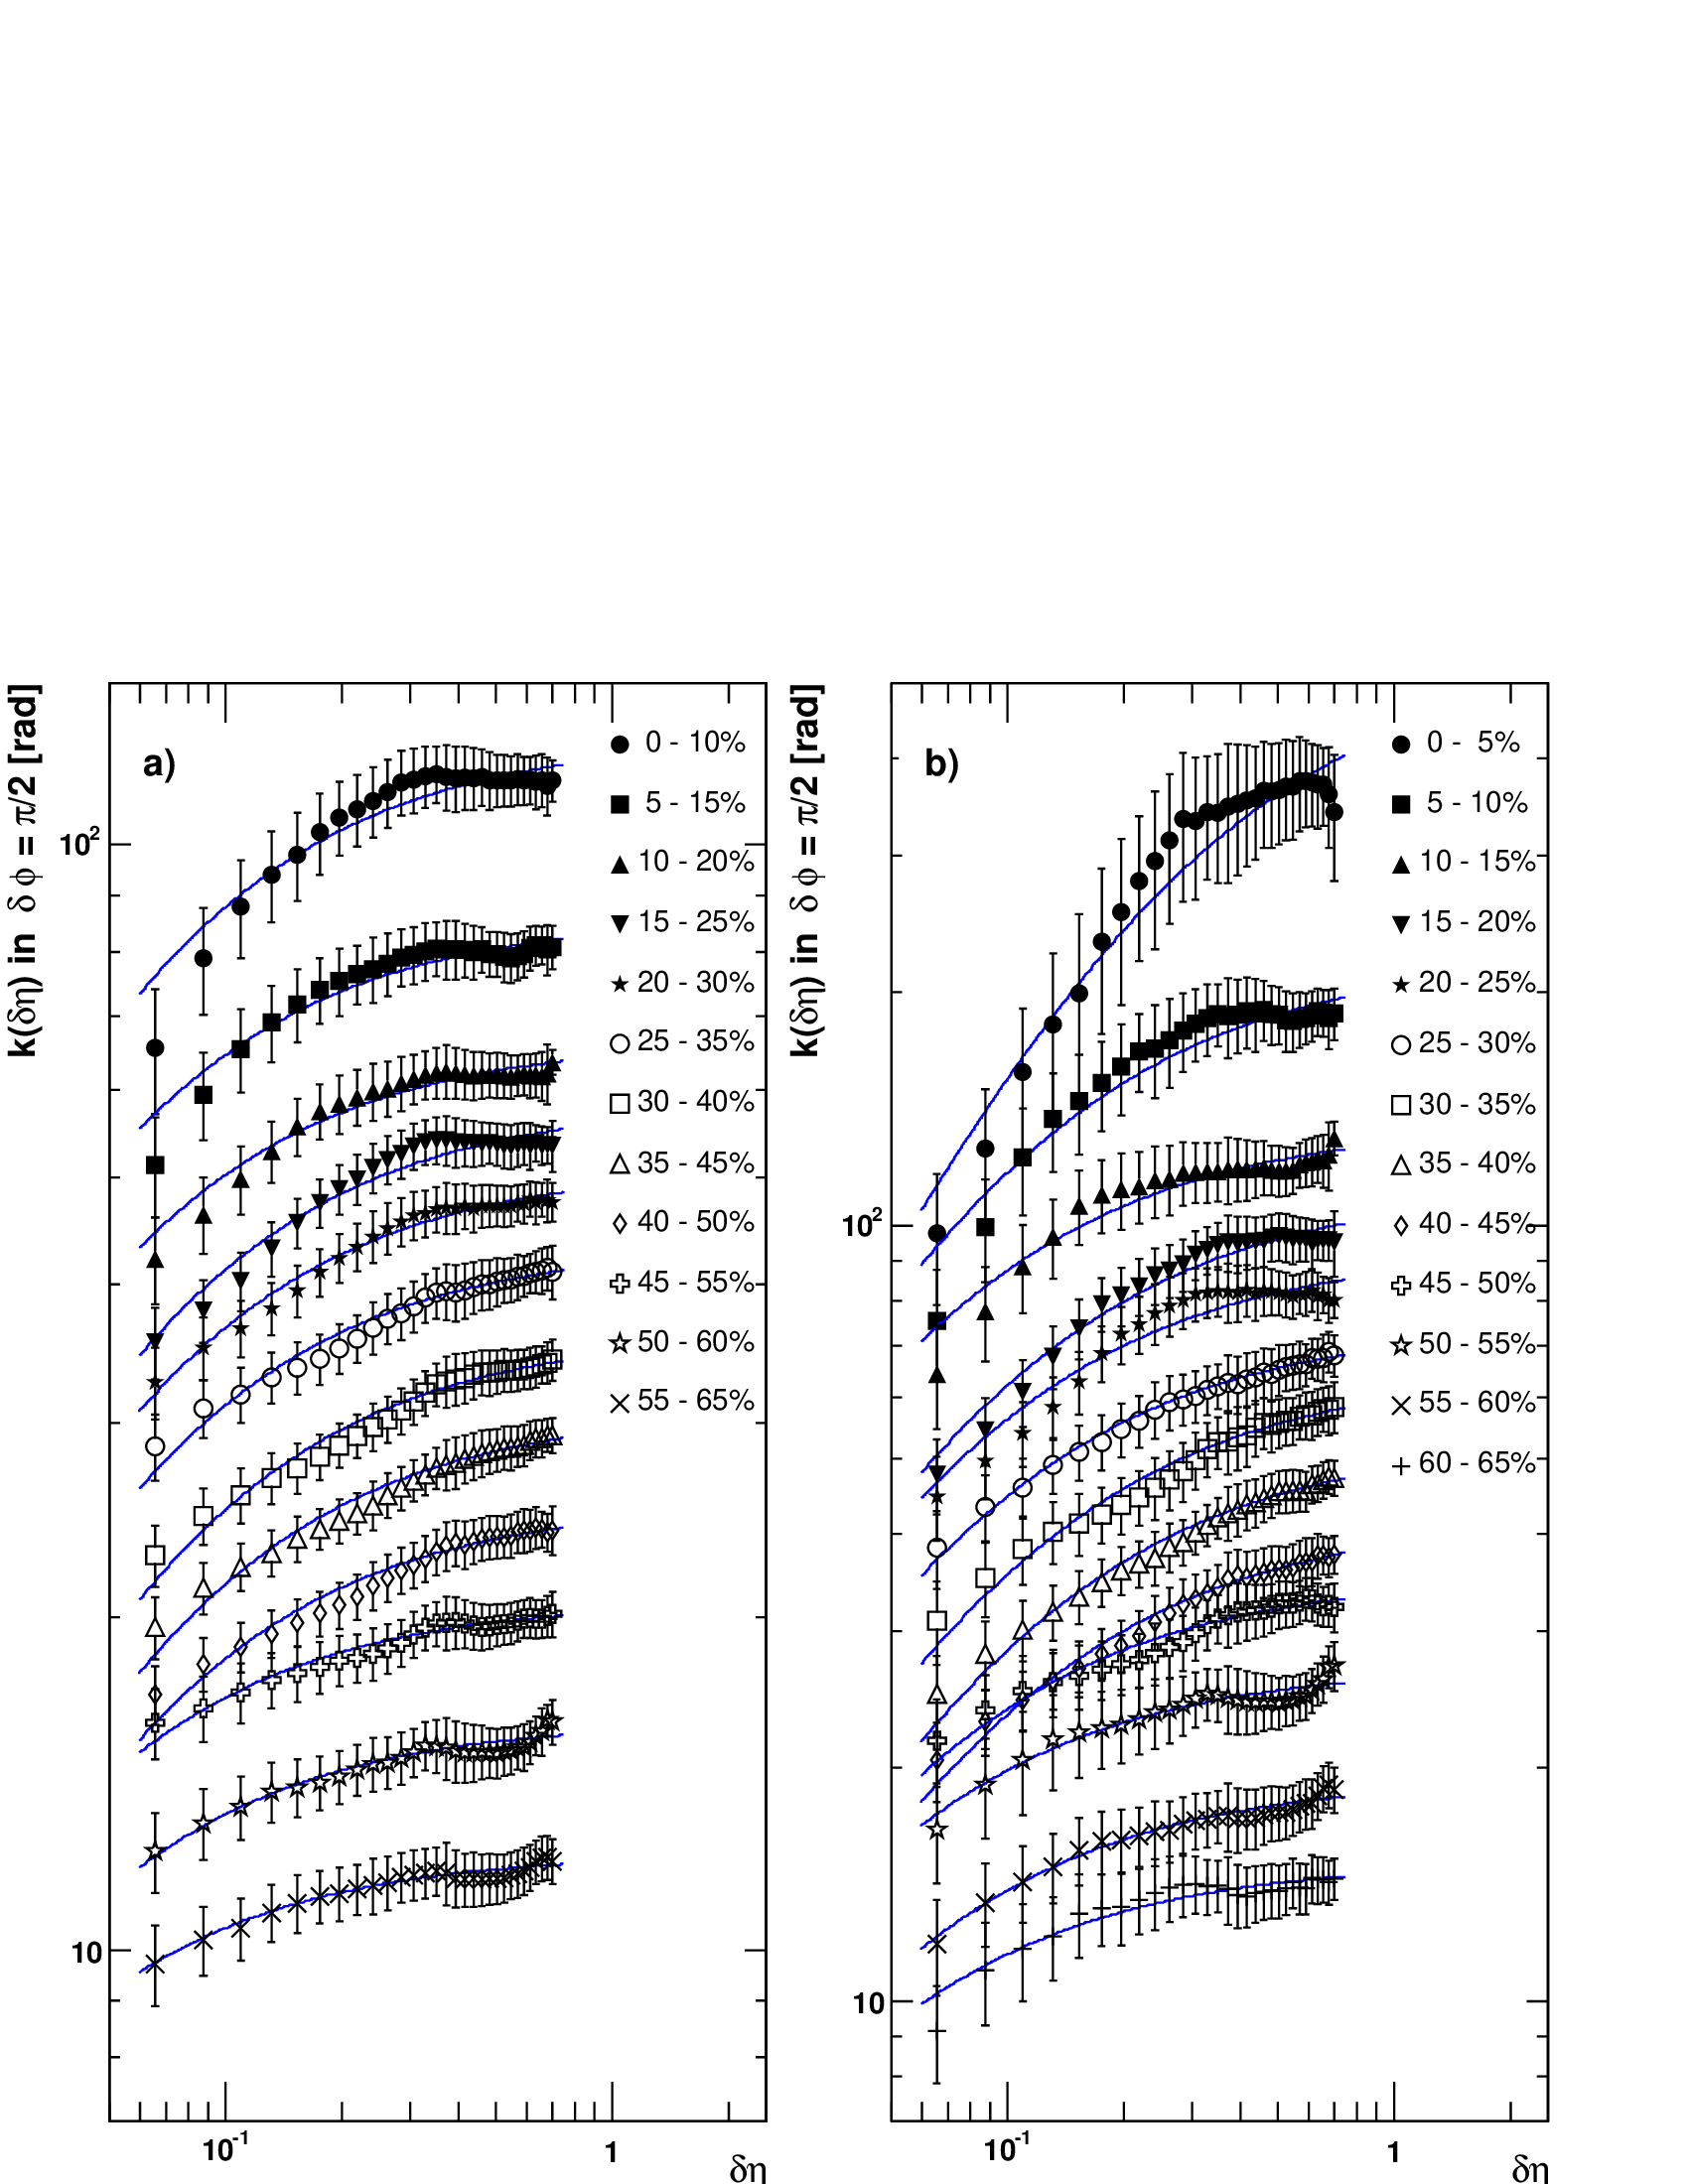 k(δη) in δ φ = π/2 [rad]
a)
10²
10
0 - 10%
5 - 15%
10 - 20%
15 - 25%
20 - 30%
25 - 35%
30 - 40%
35 - 45%
40 - 50%
45 - 55%
50 - 60%
55 - 65%
10⁻¹
1
δη
k(δη) in δ φ = π/2 [rad]
b)
10²
10
0 - 5%
5 - 10%
10 - 15%
15 - 20%
20 - 25%
25 - 30%
30 - 35%
35 - 40%
40 - 45%
45 - 50%
50 - 55%
55 - 60%
60 - 65%
10⁻¹
1
δη